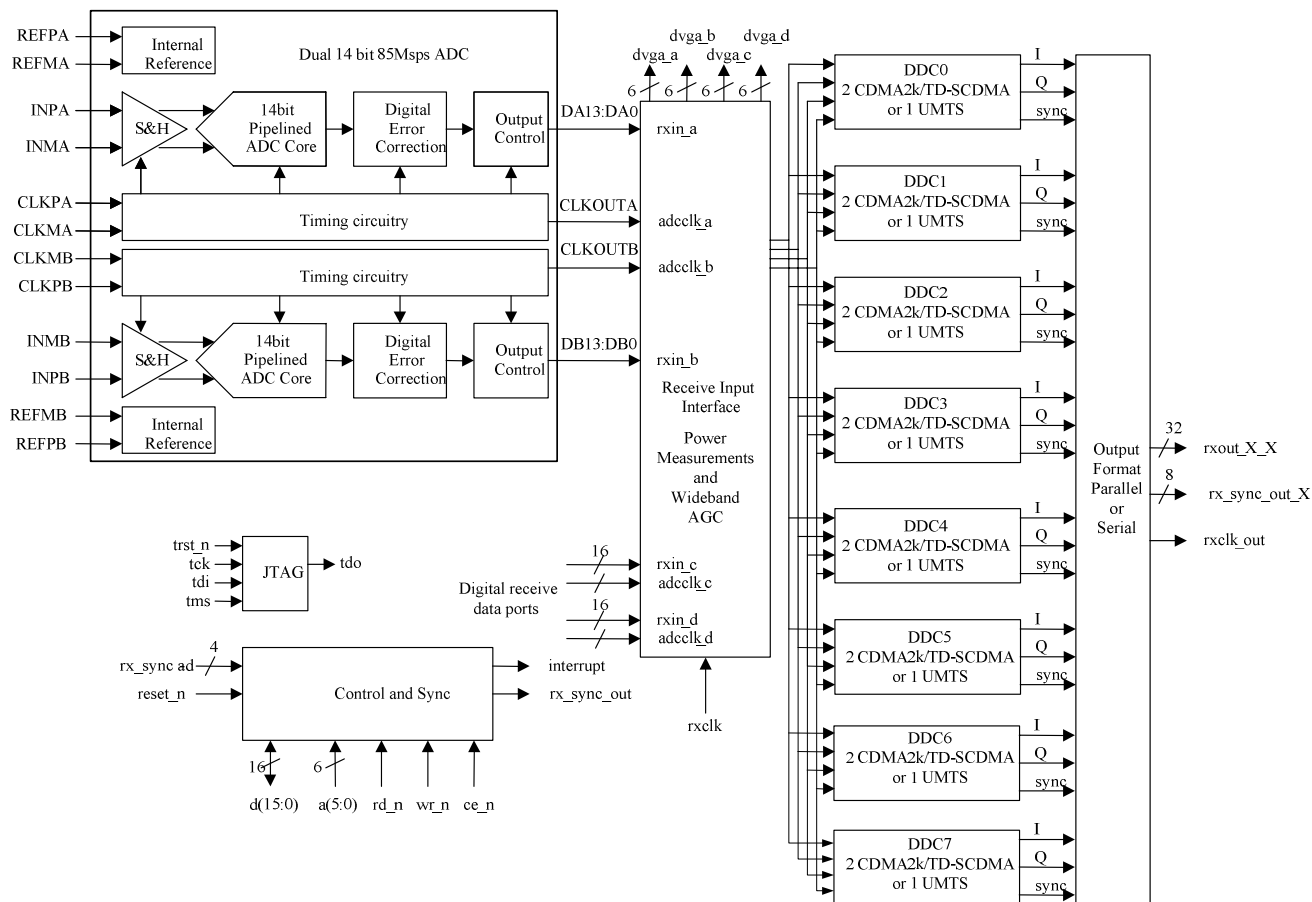 REFPA
REFMA
Internal
Reference
Dual 14 bit 85Msps ADC
INPA
INMA
S&H
14bit
Pipelined
ADC Core
Digital
Error
Correction
Output
Control
DA13:DA0
CLKPA
CLKMA
Timing circuitry
CLKOUTA
CLKMB
CLKPB
Timing circuitry
CLKOUTB
INMB
INPB
S&H
14bit
Pipelined
ADC Core
Digital
Error
Correction
Output
Control
DB13:DB0
REFMB
REFPB
Internal
Reference
dvga_a
dvga_b
dvga_c
dvga_d
6
6
6
6
rxin_a
adcclk_a
adcclk_b
rxin_b
Receive Input
Interface
Power
Measurements
and
Wideband
AGC
rxin_c
adcclk_c
rxin_d
adcclk_d
16
Digital receive
data ports
16
rxclk
trst_n
tck
tdi
tms
JTAG
tdo
rx_sync ad
4
reset_n
Control and Sync
interrupt
rx_sync_out
16
6
d(15:0)
a(5:0)
rd_n
wr_n
ce_n
DDC0
2 CDMA2k/TD-SCDMA
or 1 UMTS
I
Q
sync
DDC1
2 CDMA2k/TD-SCDMA
or 1 UMTS
I
Q
sync
DDC2
2 CDMA2k/TD-SCDMA
or 1 UMTS
I
Q
sync
DDC3
2 CDMA2k/TD-SCDMA
or 1 UMTS
I
Q
sync
DDC4
2 CDMA2k/TD-SCDMA
or 1 UMTS
I
Q
sync
DDC5
2 CDMA2k/TD-SCDMA
or 1 UMTS
I
Q
sync
DDC6
2 CDMA2k/TD-SCDMA
or 1 UMTS
I
Q
sync
DDC7
2 CDMA2k/TD-SCDMA
or 1 UMTS
I
Q
sync
Output
Format
Parallel
or
Serial
32
rxout_X_X
8
rx_sync_out_X
rxclk_out